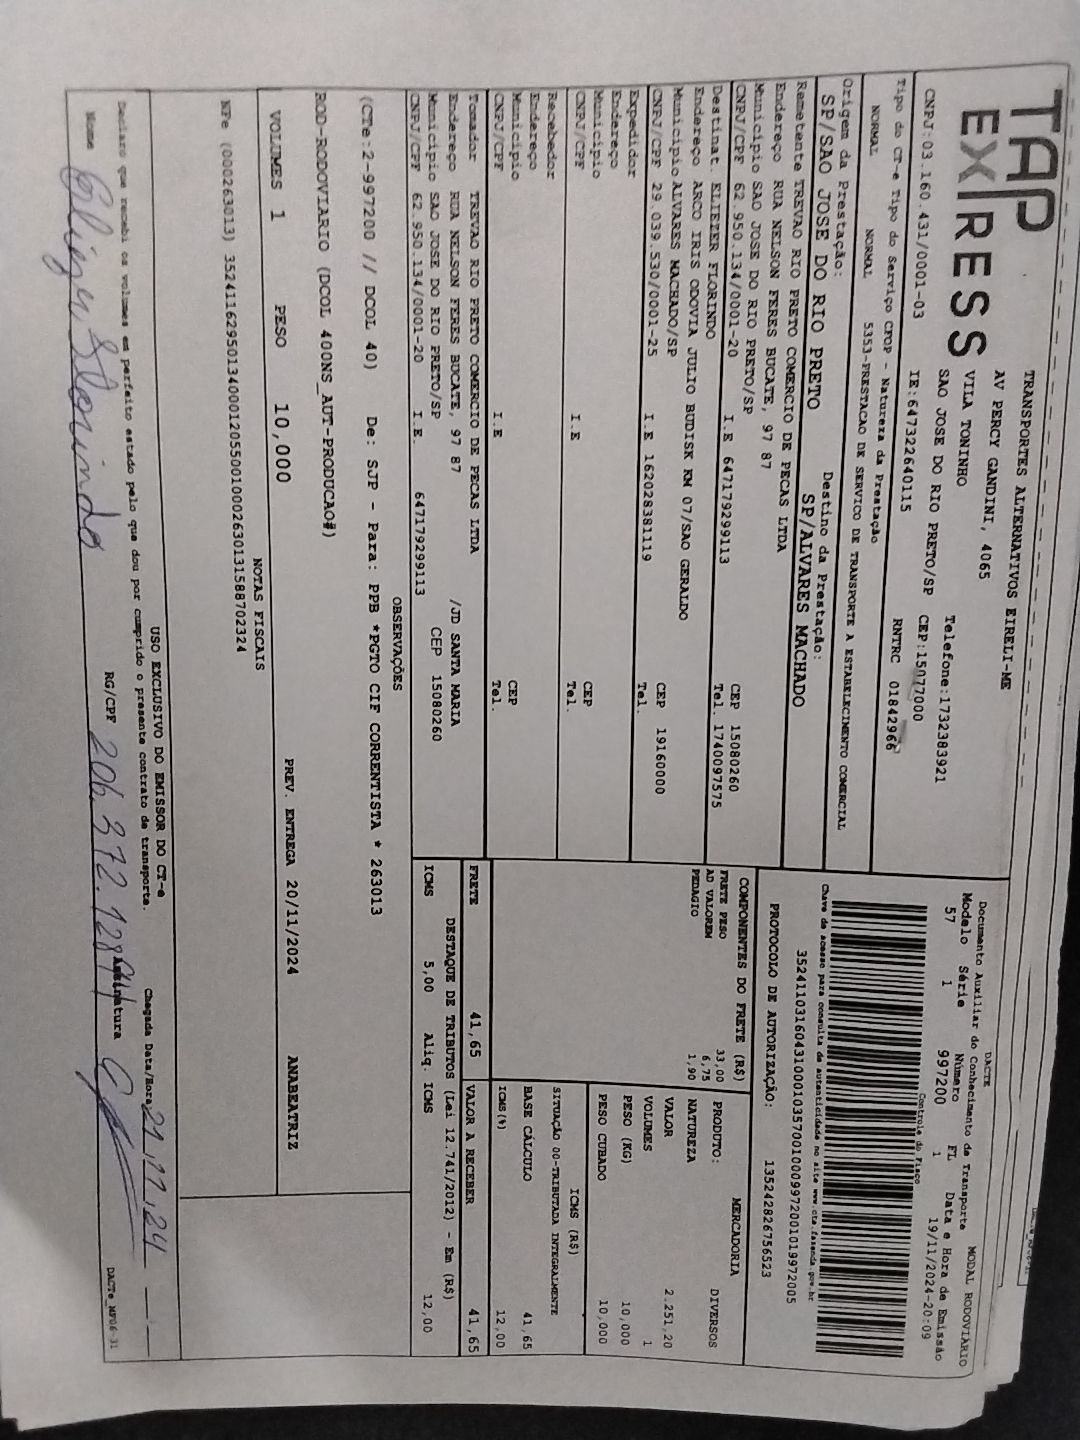 TAP
EXPRESS
TRANSPORTES ALTERNATIVOS EIRELI-ME
AV PERCY GANDINI, 4065
VILA TONINHO Telefone:1732383921
SAO JOSE DO RIO PRETO/SP CEP:15077000
CNPJ:03.160.431/0001-03 IE:647322640115 RNTRC 01842966
Tipo do CT-e Tipo do Serviço CFOP - Natureza da Prestação
NORMAL NORMAL 5353-PRESTACAO DE SERVICO DE TRANSPORTE A ESTABELECIMENTO COMERCIAL
Origem da Prestação: Destino da Prestação:
SP/SAO JOSE DO RIO PRETO SP/ALVARES MACHADO
Remetente TREVAO RIO PRETO COMERCIO DE PECAS LTDA
Endereço RUA NELSON FERES BUCATE, 97 87
Município SAO JOSE DO RIO PRETO/SP CEP 15080260
CNPJ/CPF 62.950.134/0001-20 I.E 647179299113 Tel. 1740097575
Destinat. ELIEZER FLORINDO
Endereço ARCO IRIS ODOVIA JULIO BUDISK KM 07/SAO GERALDO
Município ALVARES MACHADO/SP CEP 19160000
CNPJ/CPF 29.039.530/0001-25 I.E 162028381119 Tel.
Expedidor
Endereço
Município CEP
CNPJ/CPF I.E Tel.
Recebedor
Endereço
Município CEP
CNPJ/CPF I.E Tel.
Tomador TREVAO RIO PRETO COMERCIO DE PECAS LTDA
Endereço RUA NELSON FERES BUCATE, 97 87 /JD SANTA MARIA
Município SAO JOSE DO RIO PRETO/SP CEP 15080260
CNPJ/CPF 62.950.134/0001-20 I.E. 647179299113
DACTE MODAL RODOVIÁRIO
Documento Auxiliar do Conhecimento de Transporte
Modelo Série Número FL Data e Hora de Emissão
57 1 997200 1 19/11/2024-20:09
Controle do Fisco
Chave de acesso para consulta de autenticidade no site www.cte.fazenda.gov.br
35241103160431000103570010009972001019972005
PROTOCOLO DE AUTORIZAÇÃO: 135242826756523
COMPONENTES DO FRETE (R$)
FRETE PESO 33,00
AD VALOREM 6,75
PEDAGIO 1,90
MERCADORIA
PRODUTO: DIVERSOS
NATUREZA
VALOR 2.251,20
VOLUMES 1
PESO (KG) 10,000
PESO CUBADO 10,000
ICMS (R$)
SITUAÇÃO 00-TRIBUTADA INTEGRALMENTE
BASE CÁLCULO 41,65
ICMS(%) 12,00
FRETE 41,65 VALOR A RECEBER 41,65
DESTAQUE DE TRIBUTOS (Lei 12.741/2012) - Em (R$)
ICMS 5,00 Aliq. ICMS 12,00
OBSERVAÇÕES
(CTe:2-997200 // DCOL 40) De: SJP - Para: PPB *PGTO CIF CORRENTISTA * 263013
ROD-RODOVIARIO (DCOL 400NS_AUT-PRODUCAO#)
VOLUMES 1 PESO 10,000 PREV. ENTREGA 20/11/2024 ANABEATRIZ
NOTAS FISCAIS
NFe (000263013) 35241162950134000120550010002630131588702324
USO EXCLUSIVO DO EMISSOR DO CT-e
Declaro que recebi os volumes em perfeito estado pelo que dou por cumprido o presente contrato de transporte. Chegada Data/Hora 21.11.24
Nome Eliezer Florindo RG/CPF Assinatura
DACTe_NF06-31